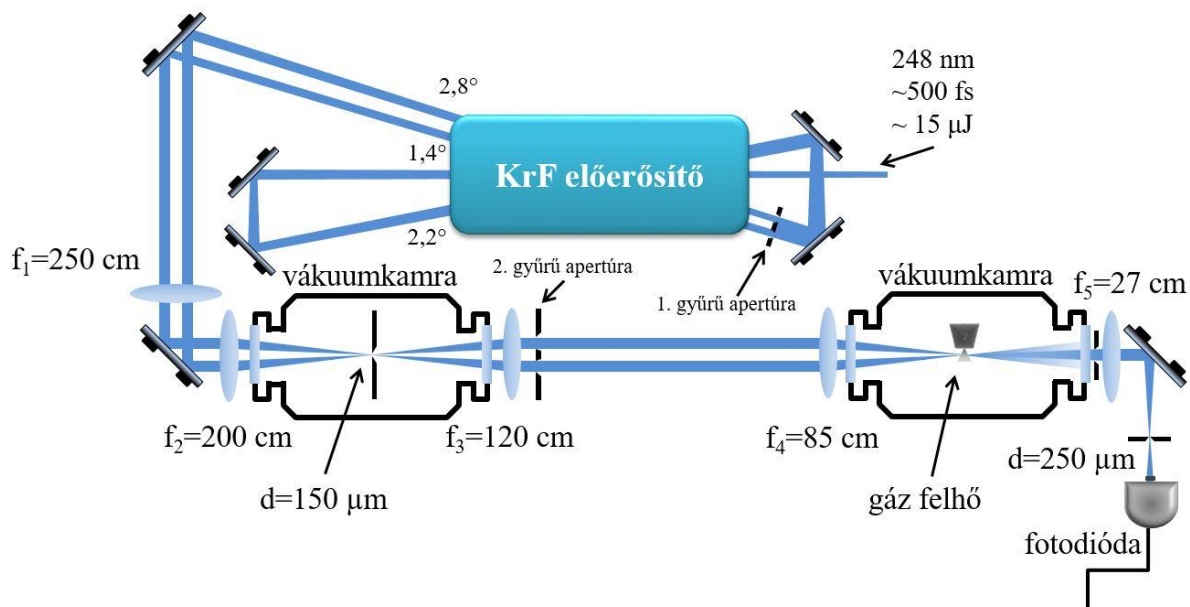 248 nm
~500 fs
~ 15 µJ
2,8°
1,4°
KrF előerősítő
2,2°
f₁=250 cm
vákuumkamra
2. gyűrű apertúra
1. gyűrű apertúra
vákuumkamra
f₅=27 cm
f₂=200 cm
f₃=120 cm
f₄=85 cm
d=250 µm
d=150 µm
gáz felhő
fotodióda